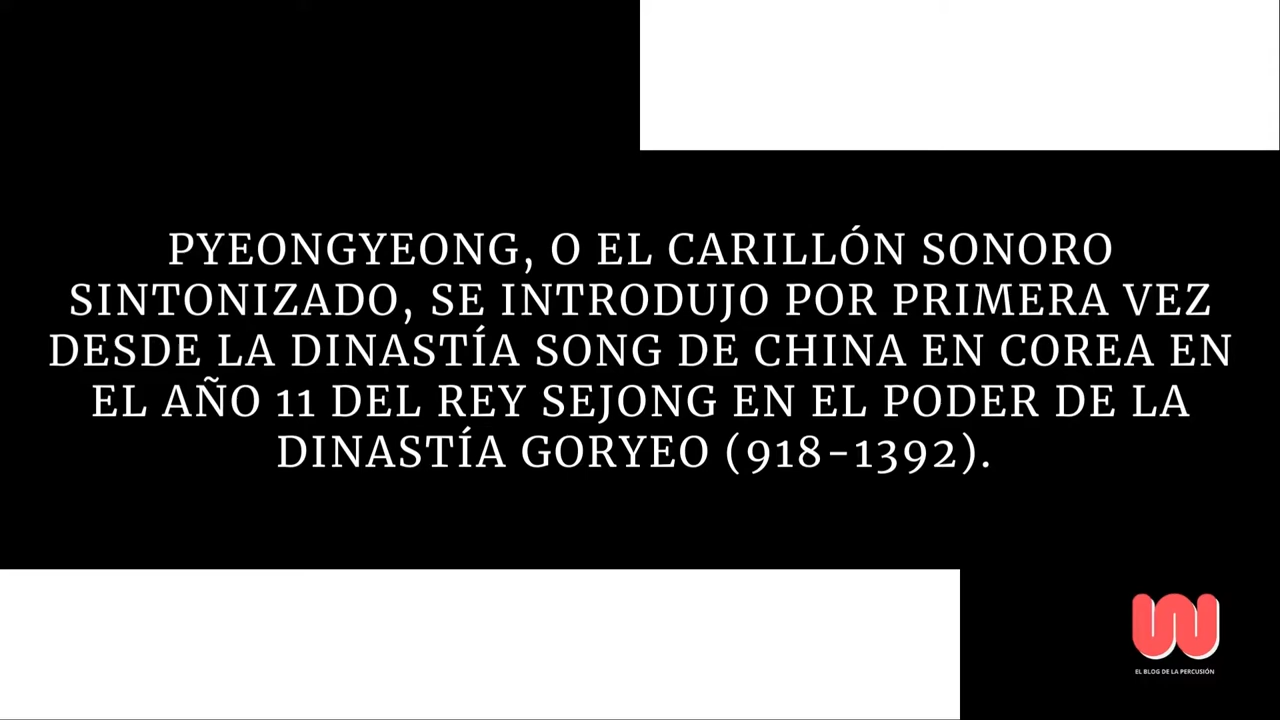 PYEONGYEONG, O EL CARILLÓN SONORO
SINTONIZADO, SE INTRODUJO POR PRIMERA VEZ
DESDE LA DINASTÍA SONG DE CHINA EN COREA EN
EL AÑO 11 DEL REY SEJONG EN EL PODER DE LA
DINASTÍA GORYEO (918-1392).
EL BLOG DE LA PERCUSIÓN